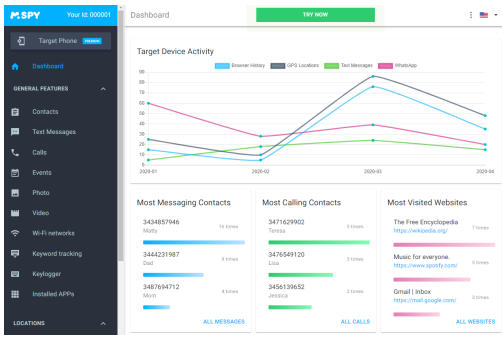 mSPY
Your Id: 000001
Target Phone PREMIUM
Dashboard
GENERAL FEATURES
Contacts
Text Messages
Calls
Events
Photo
Video
Wi-Fi networks
Keyword tracking
Keylogger
Installed APPs
LOCATIONS
Dashboard
TRY NOW
Target Device Activity
Browser History GPS Locations Text Messages WhatsApp
90
80
70
60
50
40
30
20
10
0
2020-01 2020-02 2020-03 2020-04
Most Messaging Contacts
3434857946
Matty
16 times
3444231987
Dad
9 times
3487694712
Mom
4 times
ALL MESSAGES
Most Calling Contacts
3471629902
Teresa
5 times
3476549120
Lisa
3 times
3456139652
Jessica
2 times
ALL CALLS
Most Visited Websites
The Free Encyclopedia
https://wikipedia.org/
7 times
Music for everyone.
https://www.spotify.com/
5 times
Gmail | Inbox
https://mail.google.com/
3 times
ALL WEBSITES